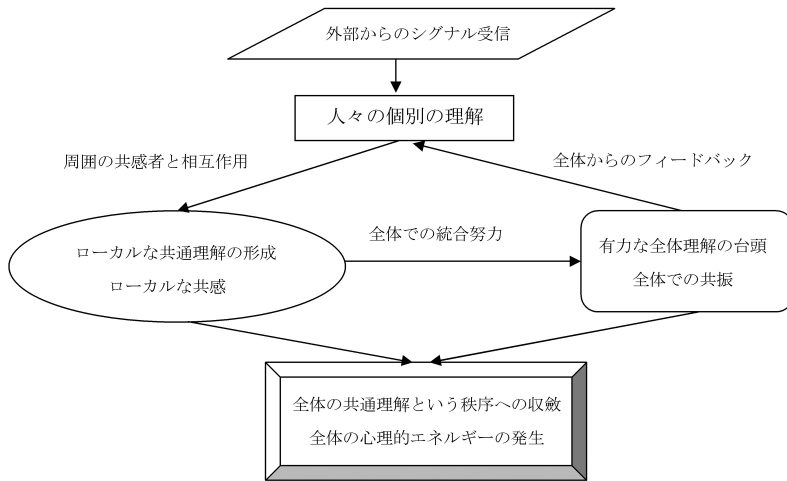 外部からのシグナル受信
人々の個別の理解
周囲の共感者と相互作用
全体からのフィードバック
全体での統合努力
ローカルな共通理解の形成
ローカルな共感
有力な全体理解の台頭
全体での共振
全体の共通理解という秩序への収斂
全体の心理的エネルギーの発生